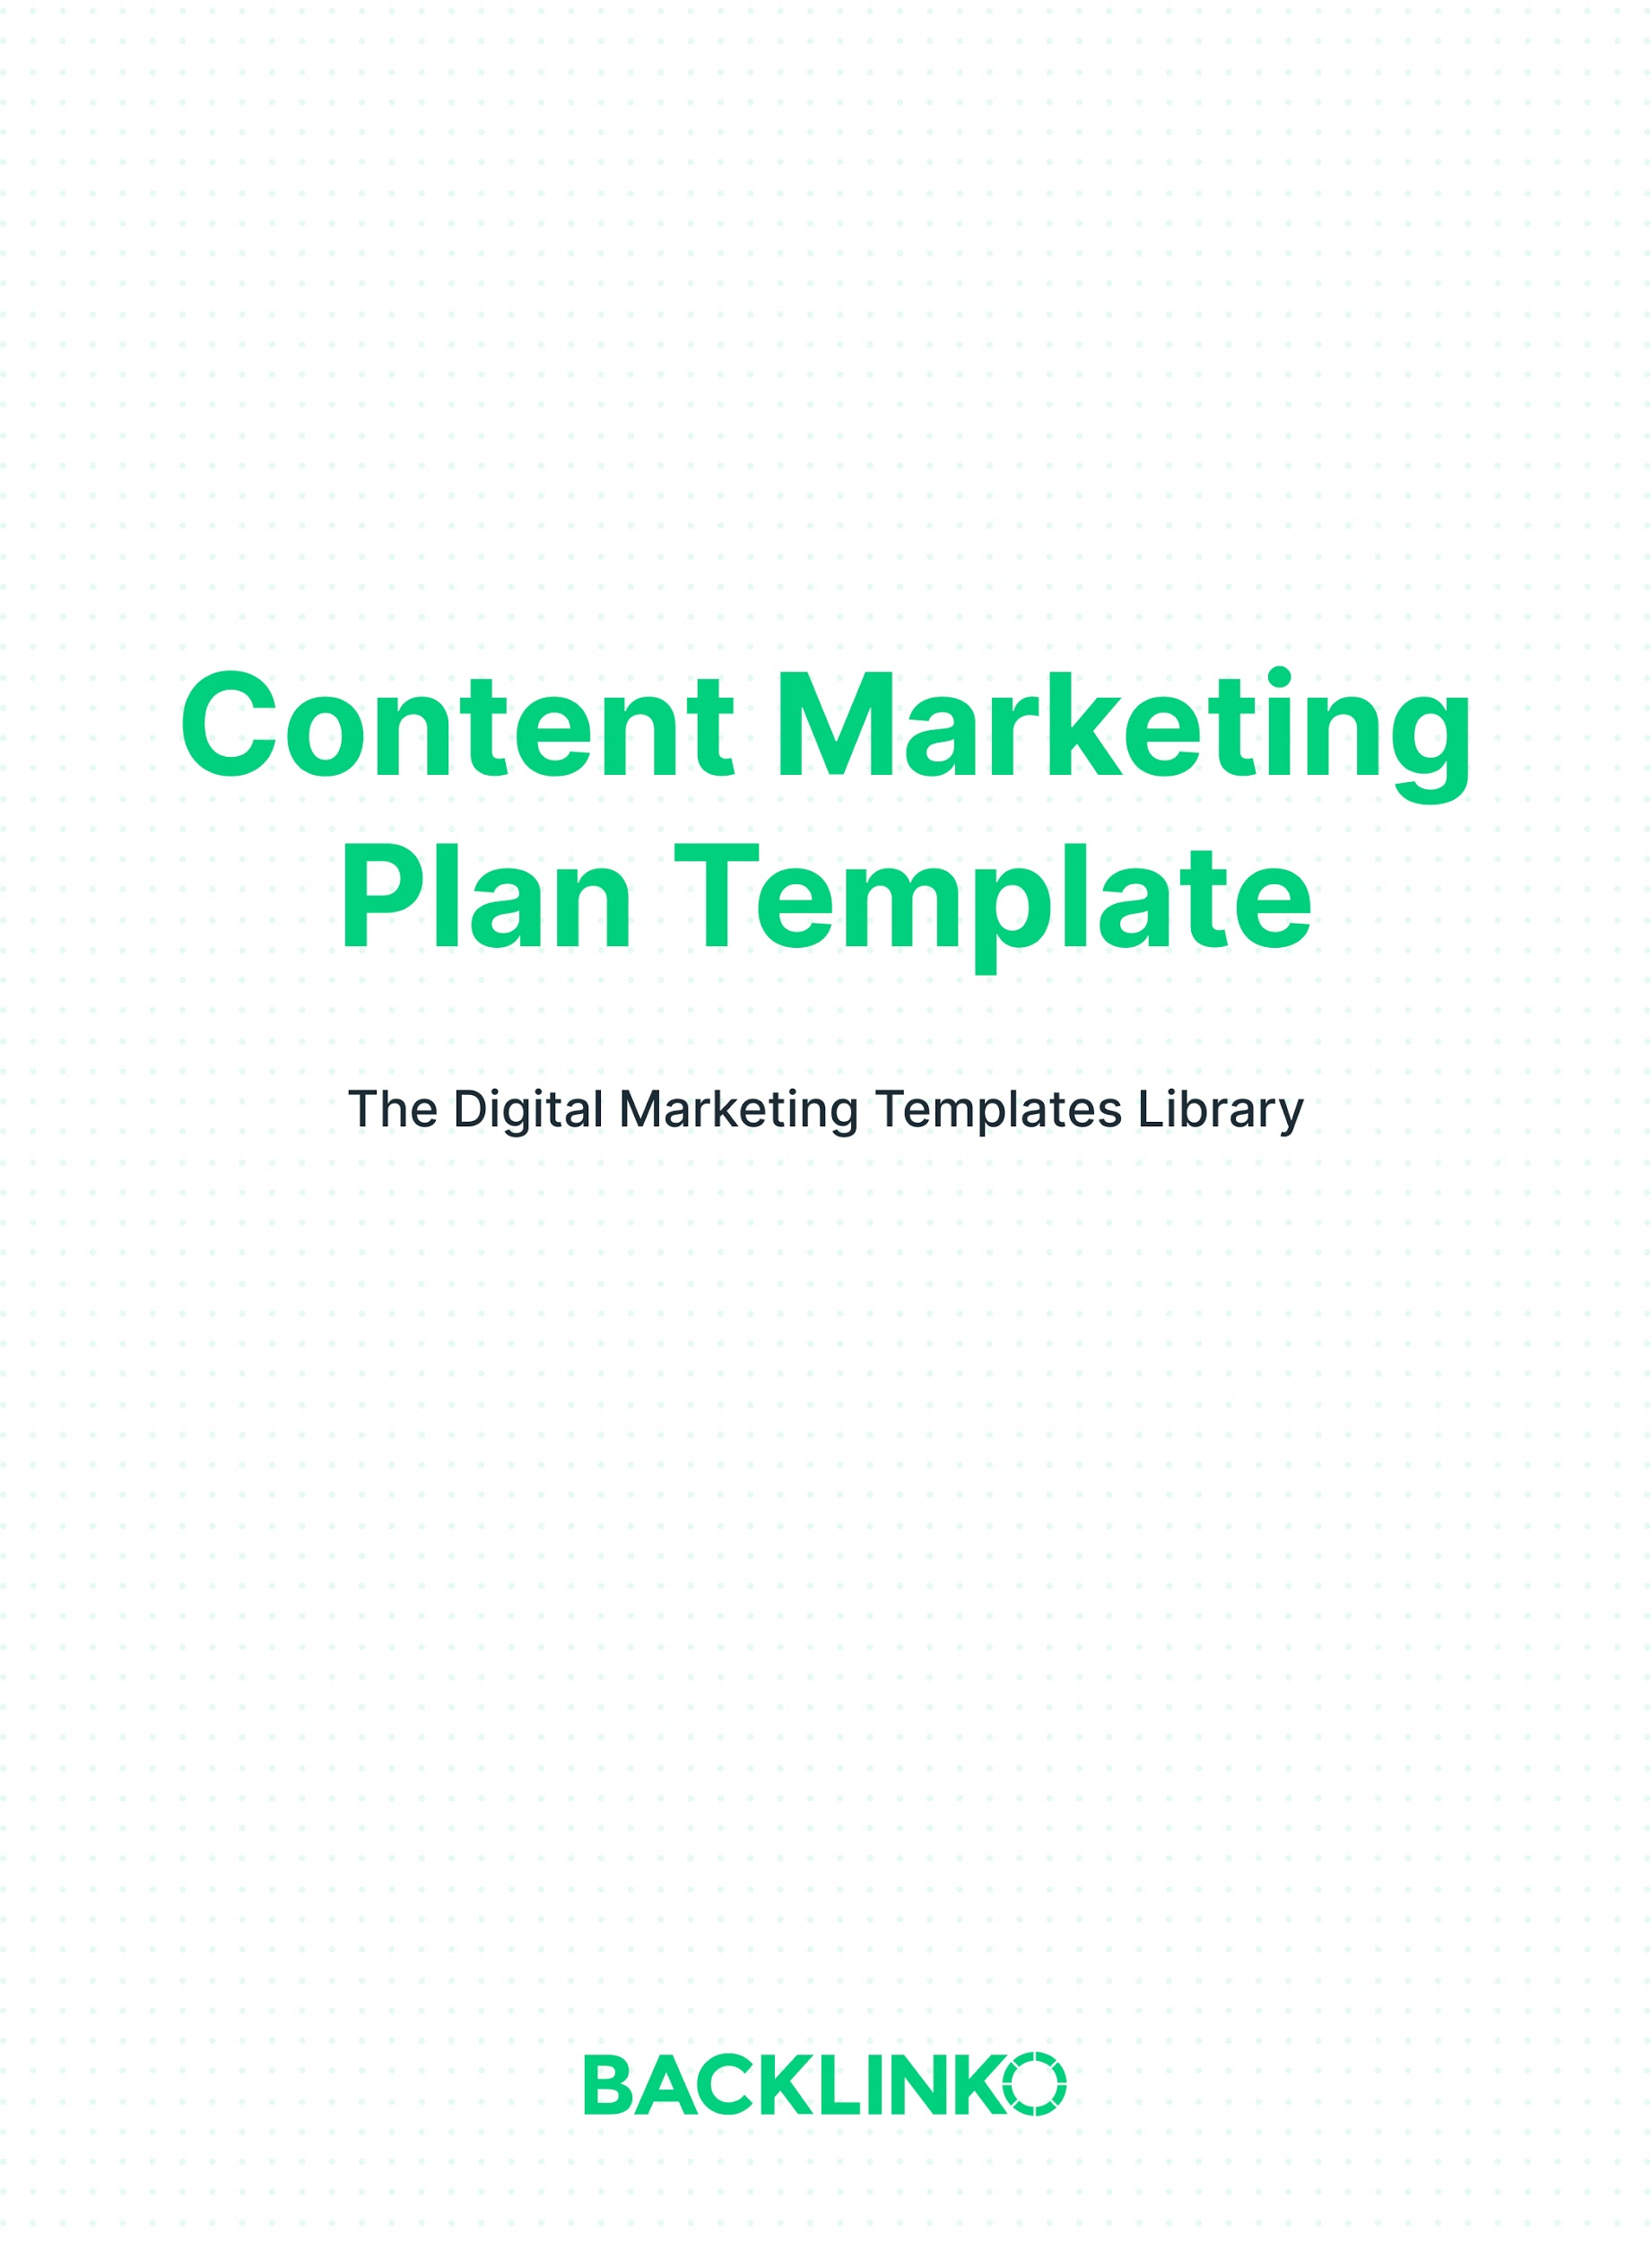 Content Marketing
Plan Template
The Digital Marketing Templates Library
BACKLINKO